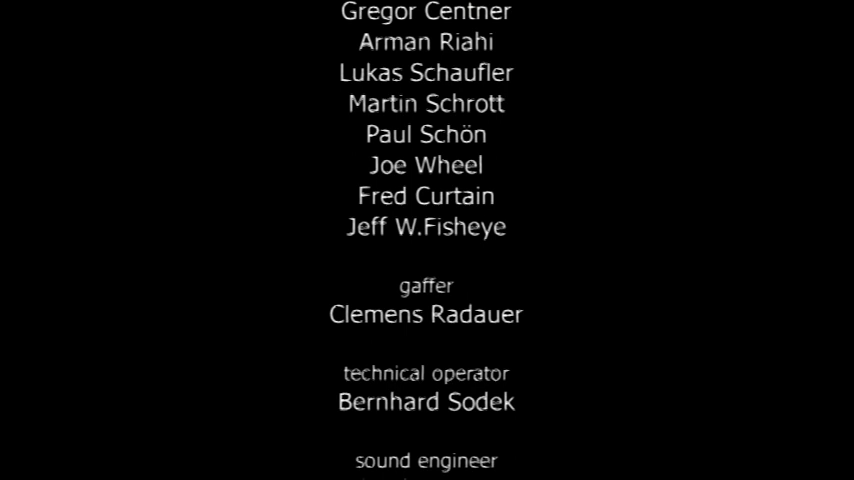 Gregor Centner
Arman Riahi
Lukas Schaufler
Martin Schrott
Paul Schön
Joe Wheel
Fred Curtain
Jeff W.Fisheye
gaffer
Clemens Radauer
technical operator
Bernhard Sodek
sound engineer